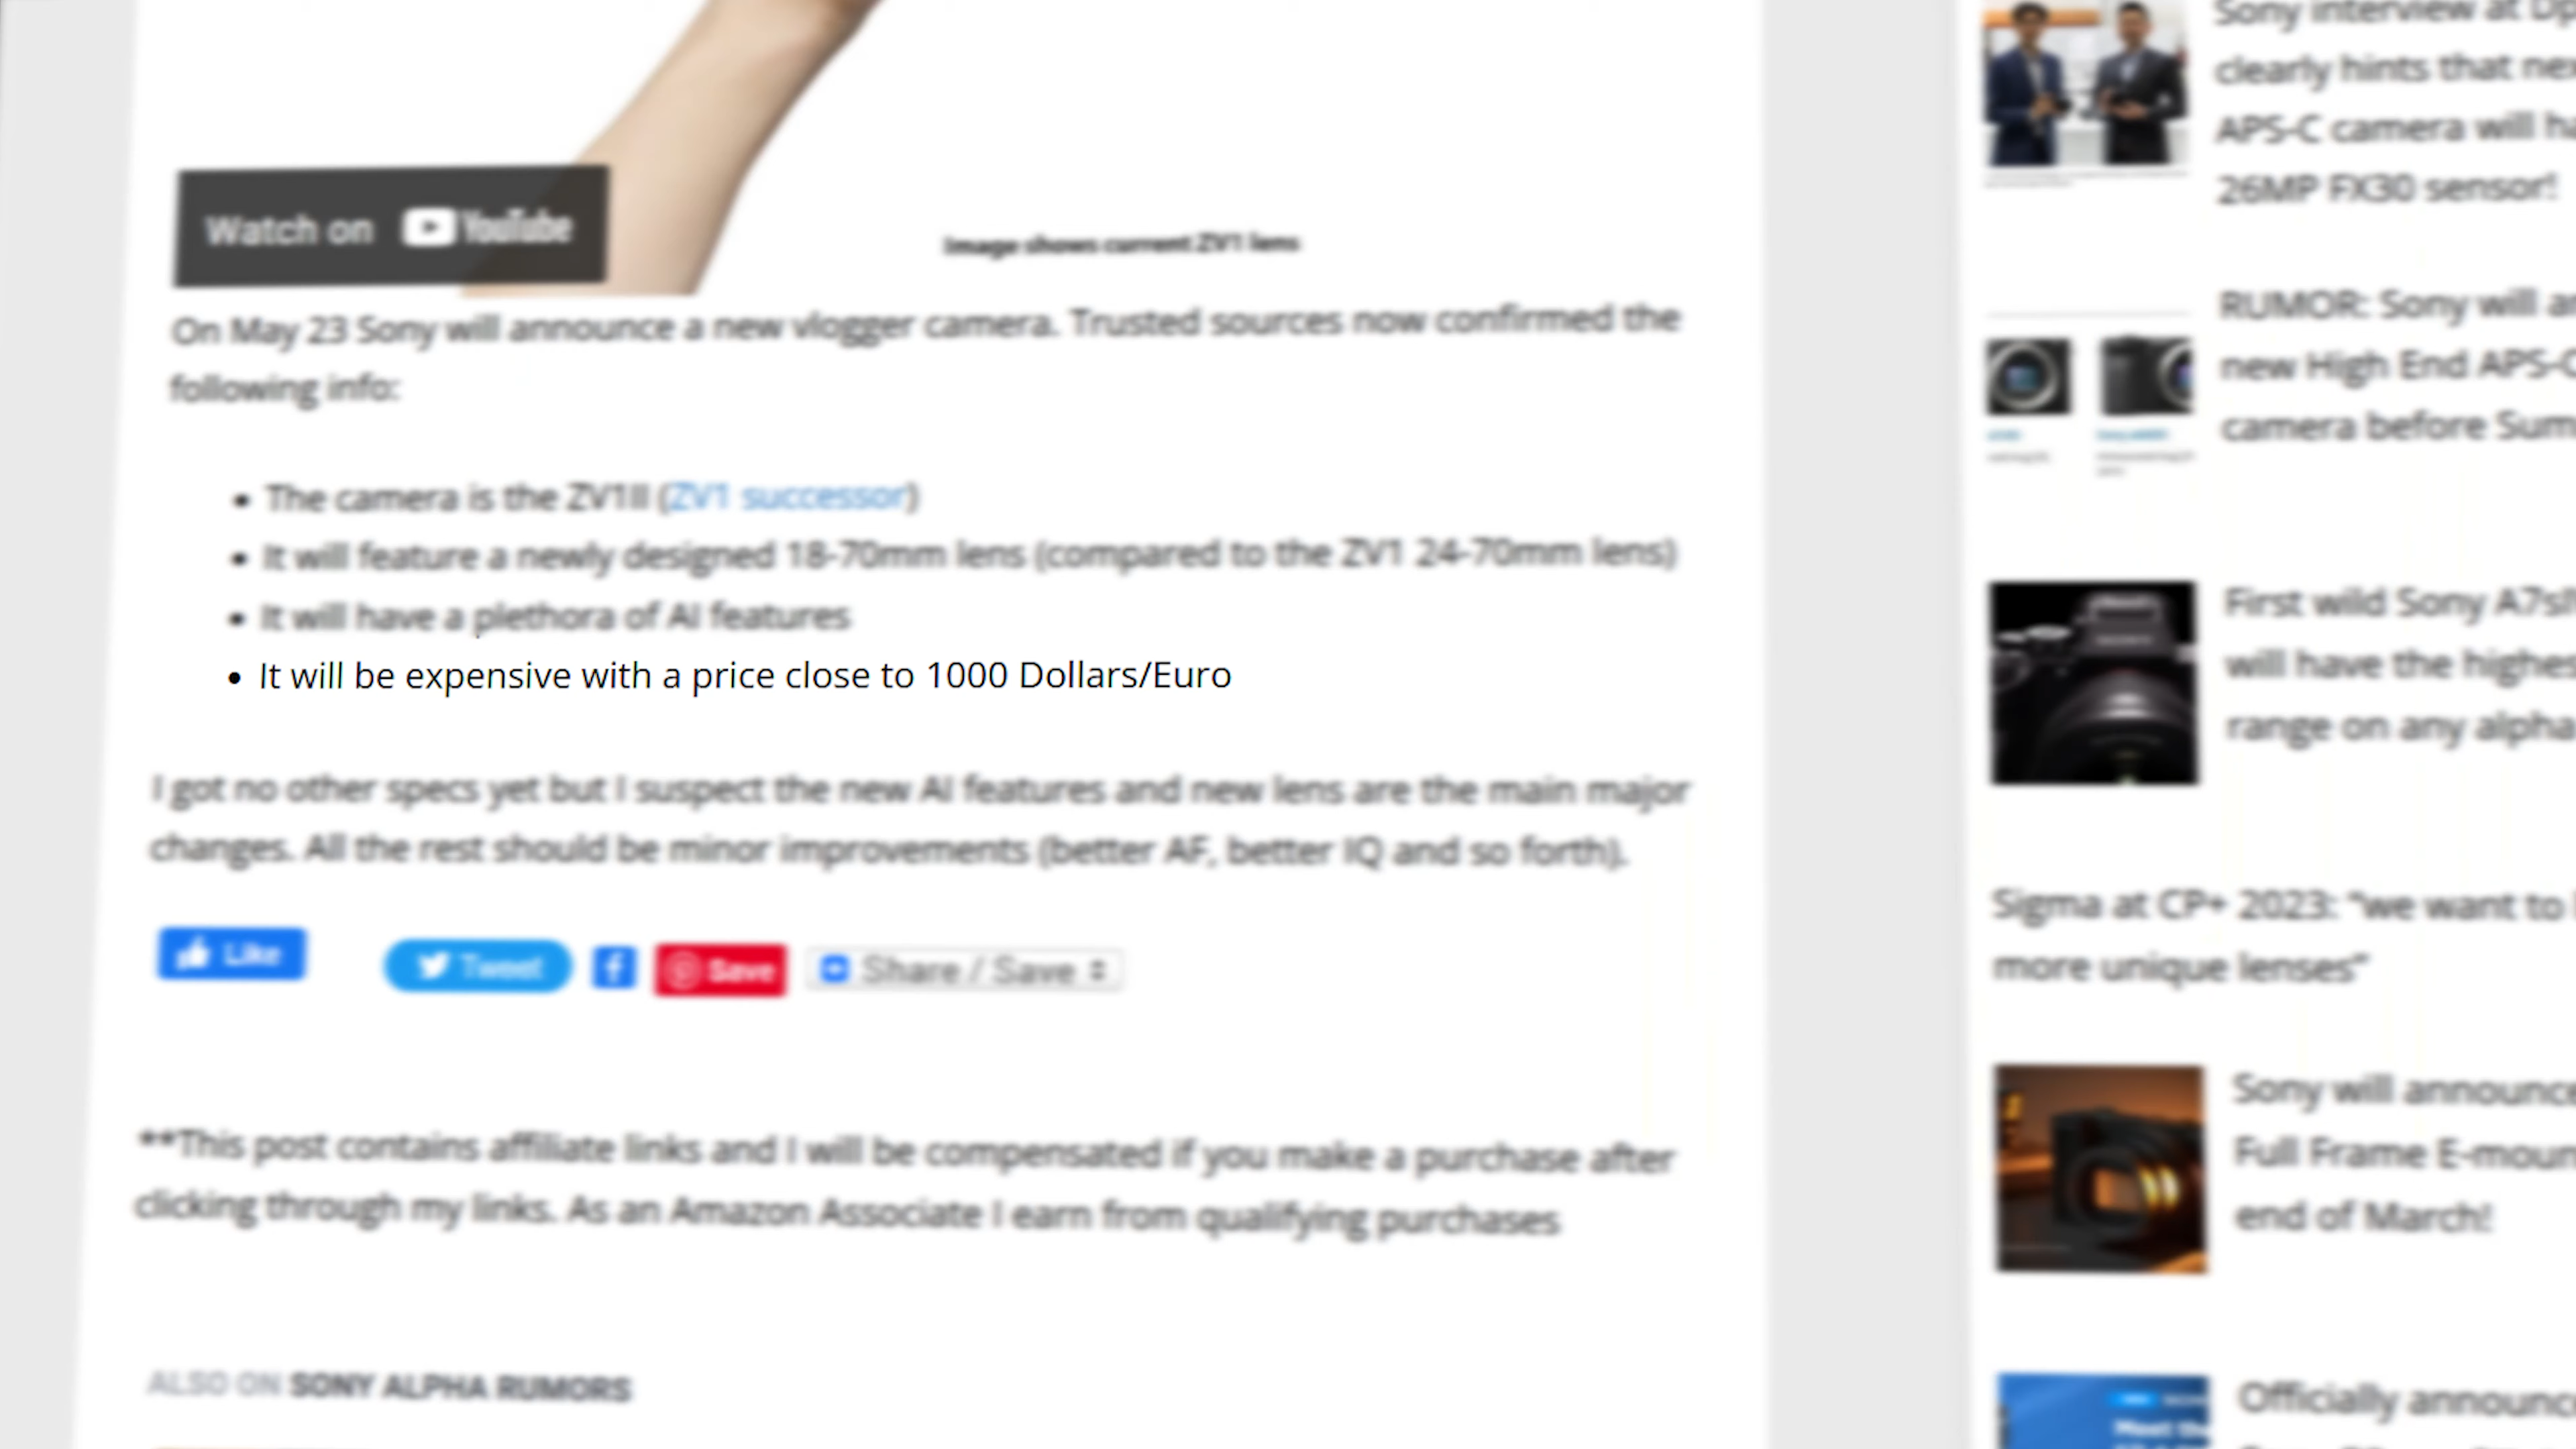 Watch on YouTube
Image shows current ZV1 lens
On May 23 Sony will announce a new vlogger camera. Trusted sources now confirmed the
following info:
• The camera is the ZV1II (ZV1 successor)
• It will feature a newly designed 18-70mm lens (compared to the ZV1 24-70mm lens)
• It will have a plethora of AI features
• It will be expensive with a price close to 1000 Dollars/Euro
I got no other specs yet but I suspect the new AI features and new lens are the main major
changes. All the rest should be minor improvements (better AF, better IQ and so forth).
Like
Tweet
Save
Share / Save
**This post contains affiliate links and I will be compensated if you make a purchase after
clicking through my links. As an Amazon Associate I earn from qualifying purchases
ALSO ON SONY ALPHA RUMORS
Sony interview at
clearly hints that
APS-C camera will
26MP FX30 sensor!
RUMOR: Sony will
new High End APS-C
camera before
First wild Sony
will have the
range on any alpha
Sigma at CP+ 2023: "we want to
more unique lenses"
Sony will
Full Frame
end of March!
Officially